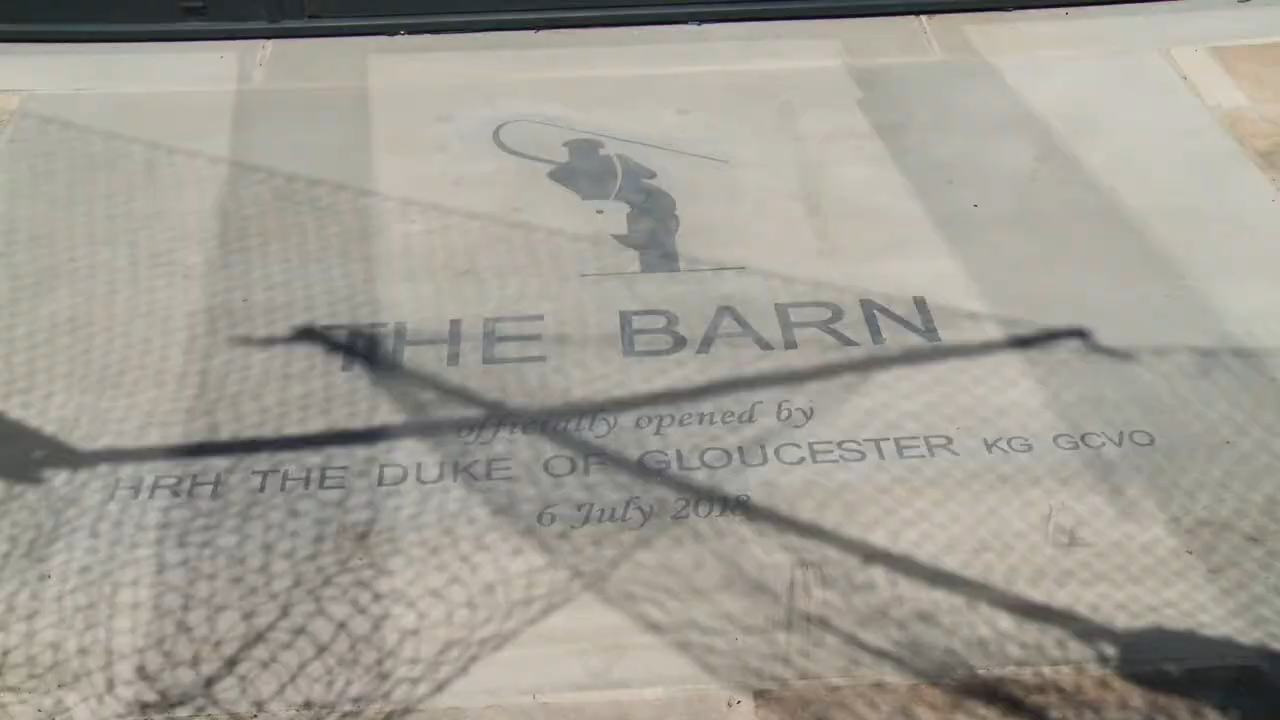 THE BARN
officially opened by
HRH THE DUKE OF GLOUCESTER KG GCVO
6 July 2018